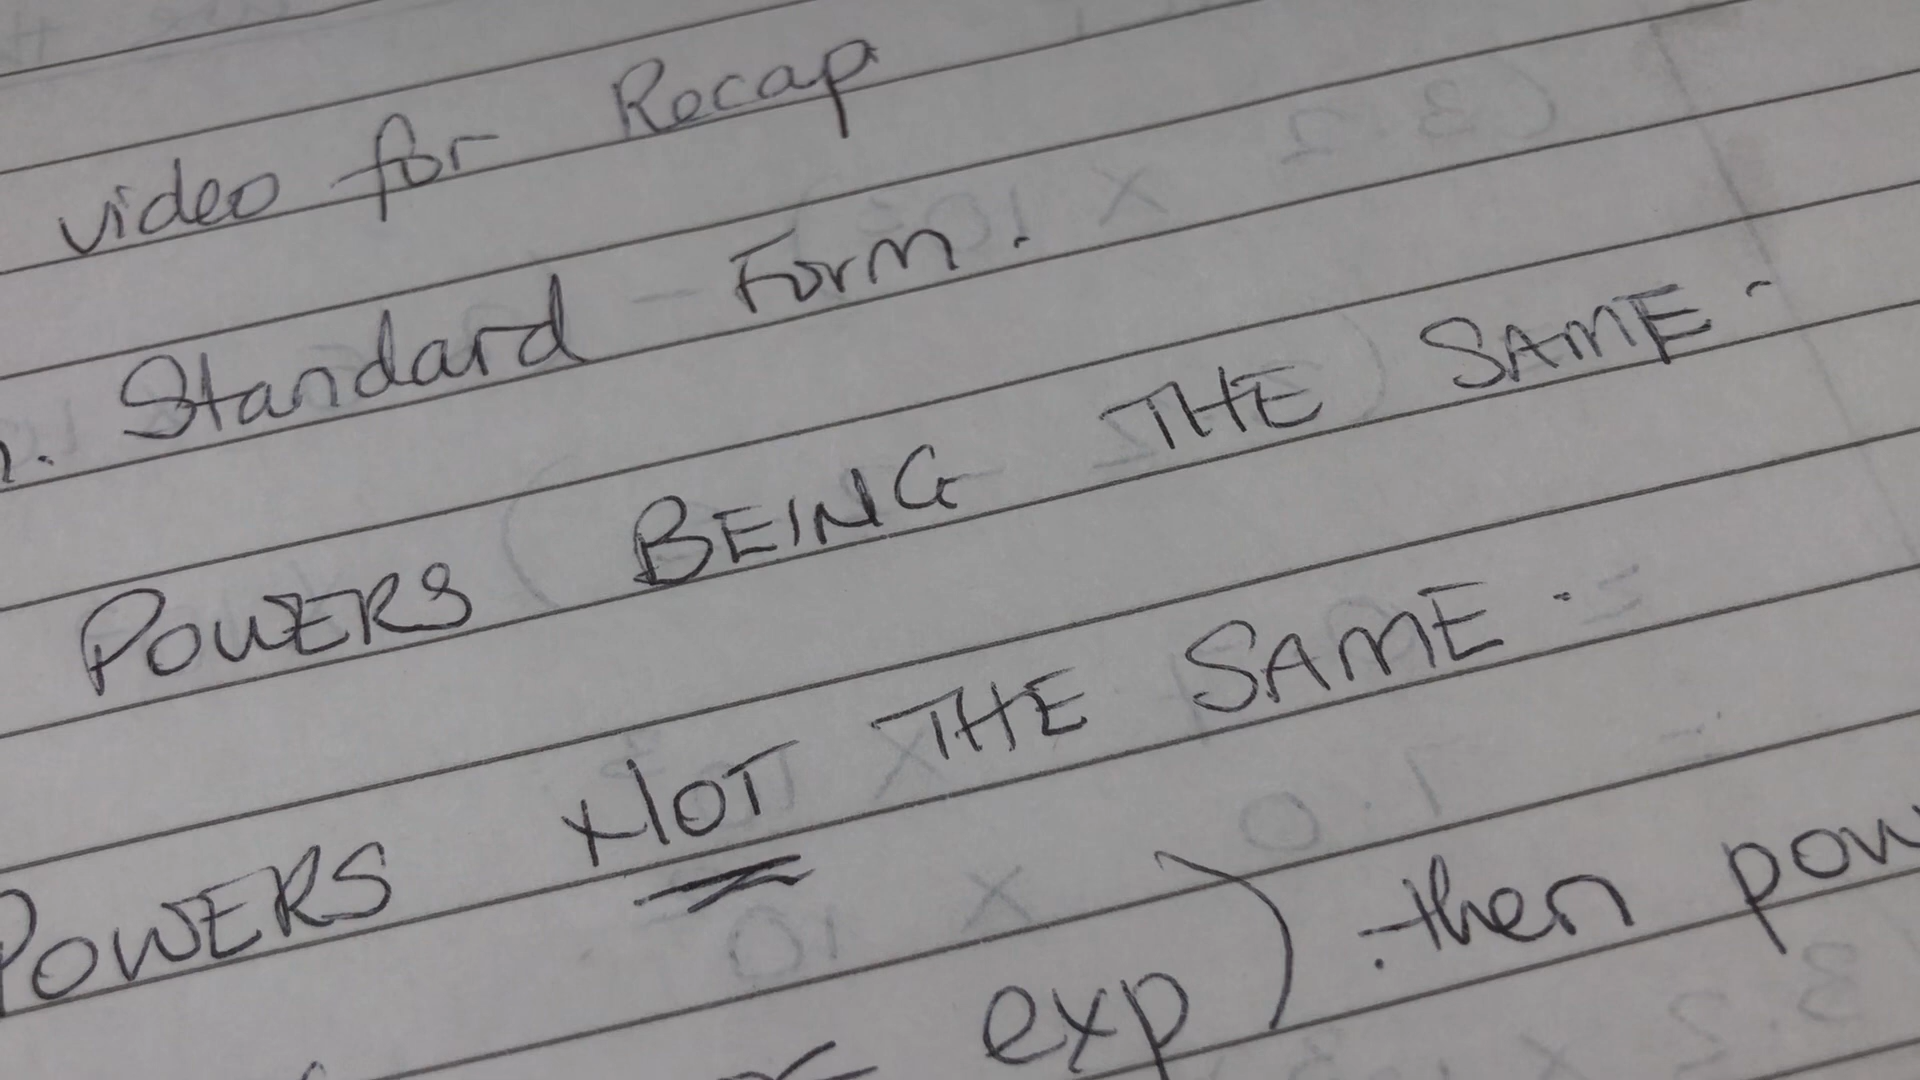 video for Recap
. Standard - Form.
POWERS BEING THE SAME.
POWERS NOT THE SAME.
exp) . then pow